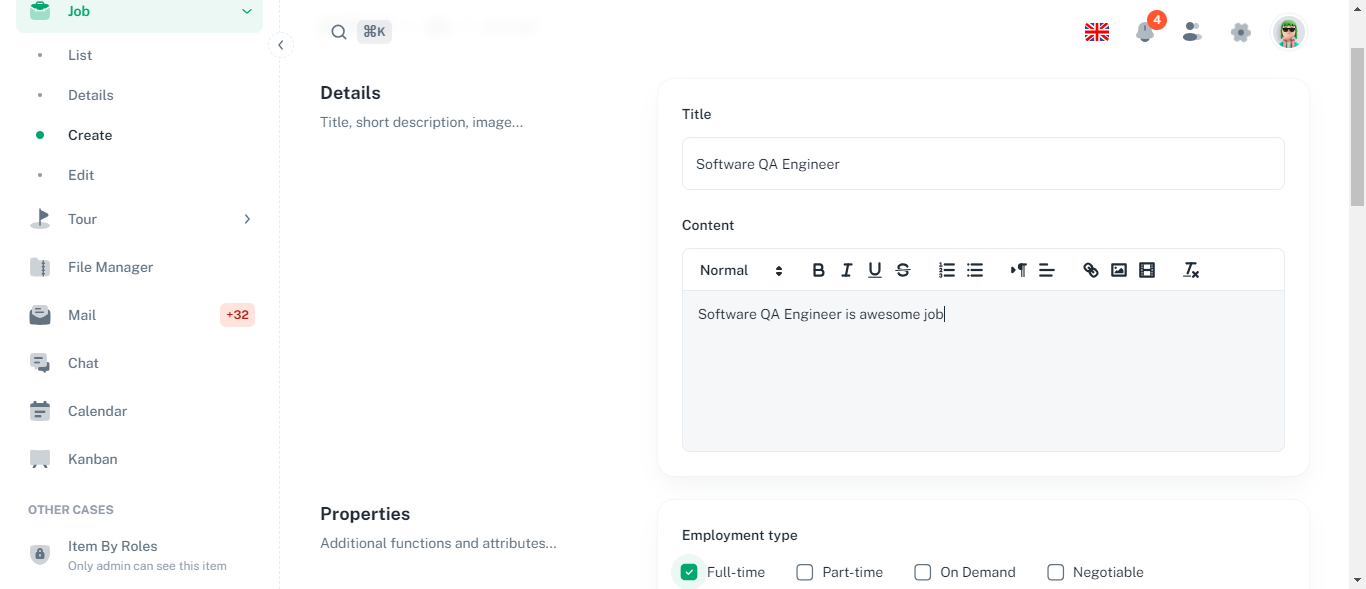 Job
List
Details
Create
Edit
Tour
File Manager
Mail +32
Chat
Calendar
Kanban
OTHER CASES
Item By Roles
Only admin can see this item
⌘K
4
Details
Title, short description, image...
Title
Software QA Engineer
Content
Normal
Software QA Engineer is awesome job
Properties
Additional functions and attributes...
Employment type
Full-time Part-time On Demand Negotiable